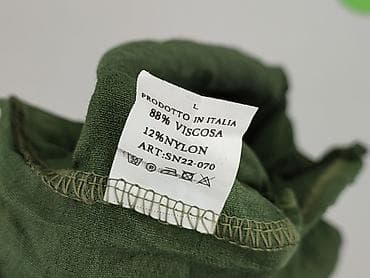 L
PRODOTTO IN ITALIA
88% VISCOSA
12%NYLON
ART:SN22-070